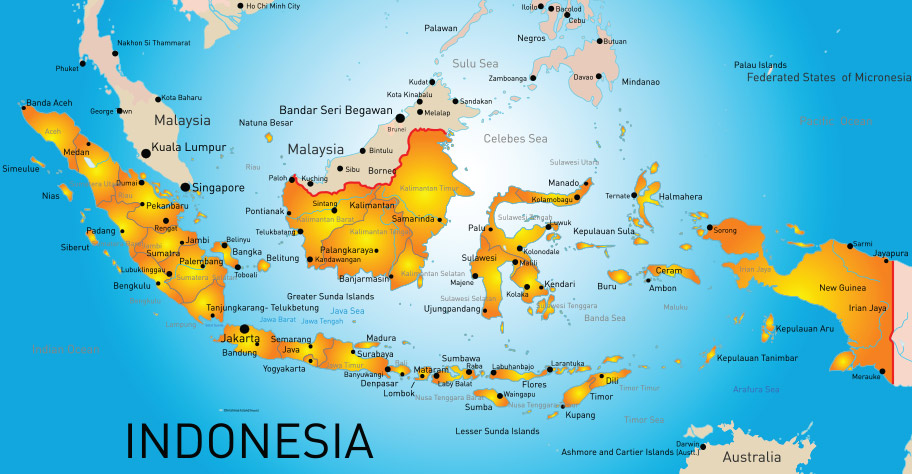 Ho Chi Minh City
Iloilo
Bacolod
Cebu
Palawan
Negros
Butuan
Nakhon Si Thammarat
Phuket
Sulu Sea
Palau Islands
Federated States of Micronesia
Zamboanga
Davao
Mindanao
Kudat
Kota Kinabalu
Sandakan
Melalap
Kota Baharu
George Town
Banda Aceh
Malaysia
Natuna Besar
Bandar Seri Begawan
Brunei
Pacific Ocean
Aceh
Medan
Kuala Lumpur
Malaysia
Bintulu
Celebes Sea
Simeulue
Riau
Sibu
Borneo
Sulawesi Utara
Dumai
Singapore
Paloh
Kuching
Manado
Nias
Riau
Kalimantan Timur
Kolamobagu
Ternate
Halmahera
Pekanbaru
Sintang
Kalimantan
Pontianak
Kalimantan Barat
Samarinda
Sulawesi Tengah
Luwuk
Rengat
Padang
Telukbatang
Kalimantan Tengah
Palu
Kepulauan Sula
Sorong
Siberut
Jambi
Belinyu
Sumatra
Bangka
Palangkaraya
Kolonodale
Sarmi
Palembang
Belitung
Kandawangan
Sulawesi
Malili
Jayapura
Lubuklinggau
Toboali
Banjarmasin
Kalimantan Selatan
Ceram
Irian Jaya
Bengkulu
Sumatera Selatan
Majene
Kolaka
Kendari
Buru
Ambon
New Guinea
Bengkulu
Greater Sunda Islands
Sulawesi Selatan
Sulawesi Tenggara
Maluku
Irian Jaya
Tanjungkarang- Telukbetung
Java Sea
Ujungpandang
Banda Sea
Lampung
Jawa Barat
Jawa Tengah
Kepulauan Aru
Jakarta
Semarang
Madura
Indian Ocean
Bandung
Java
Surabaya
Sumbawa
Kepulauan Tanimbar
Yogyakarta
Jawa Timur
Bali
Mataram
Raba
Labuhanbajo
Larantuka
Banyuwangi
Denpasar
Laby Balat
Flores
Dili
Merauke
Lombok
Nusa Tenggara Barat
Waingapu
Timor Timur
Arafura Sea
Sumba
Nusa Tenggara
Timor
Kupang
Timor Sea
INDONESIA
Lesser Sunda Islands
Darwin
Ashmore and Cartier Islands (Austl.)
Australia